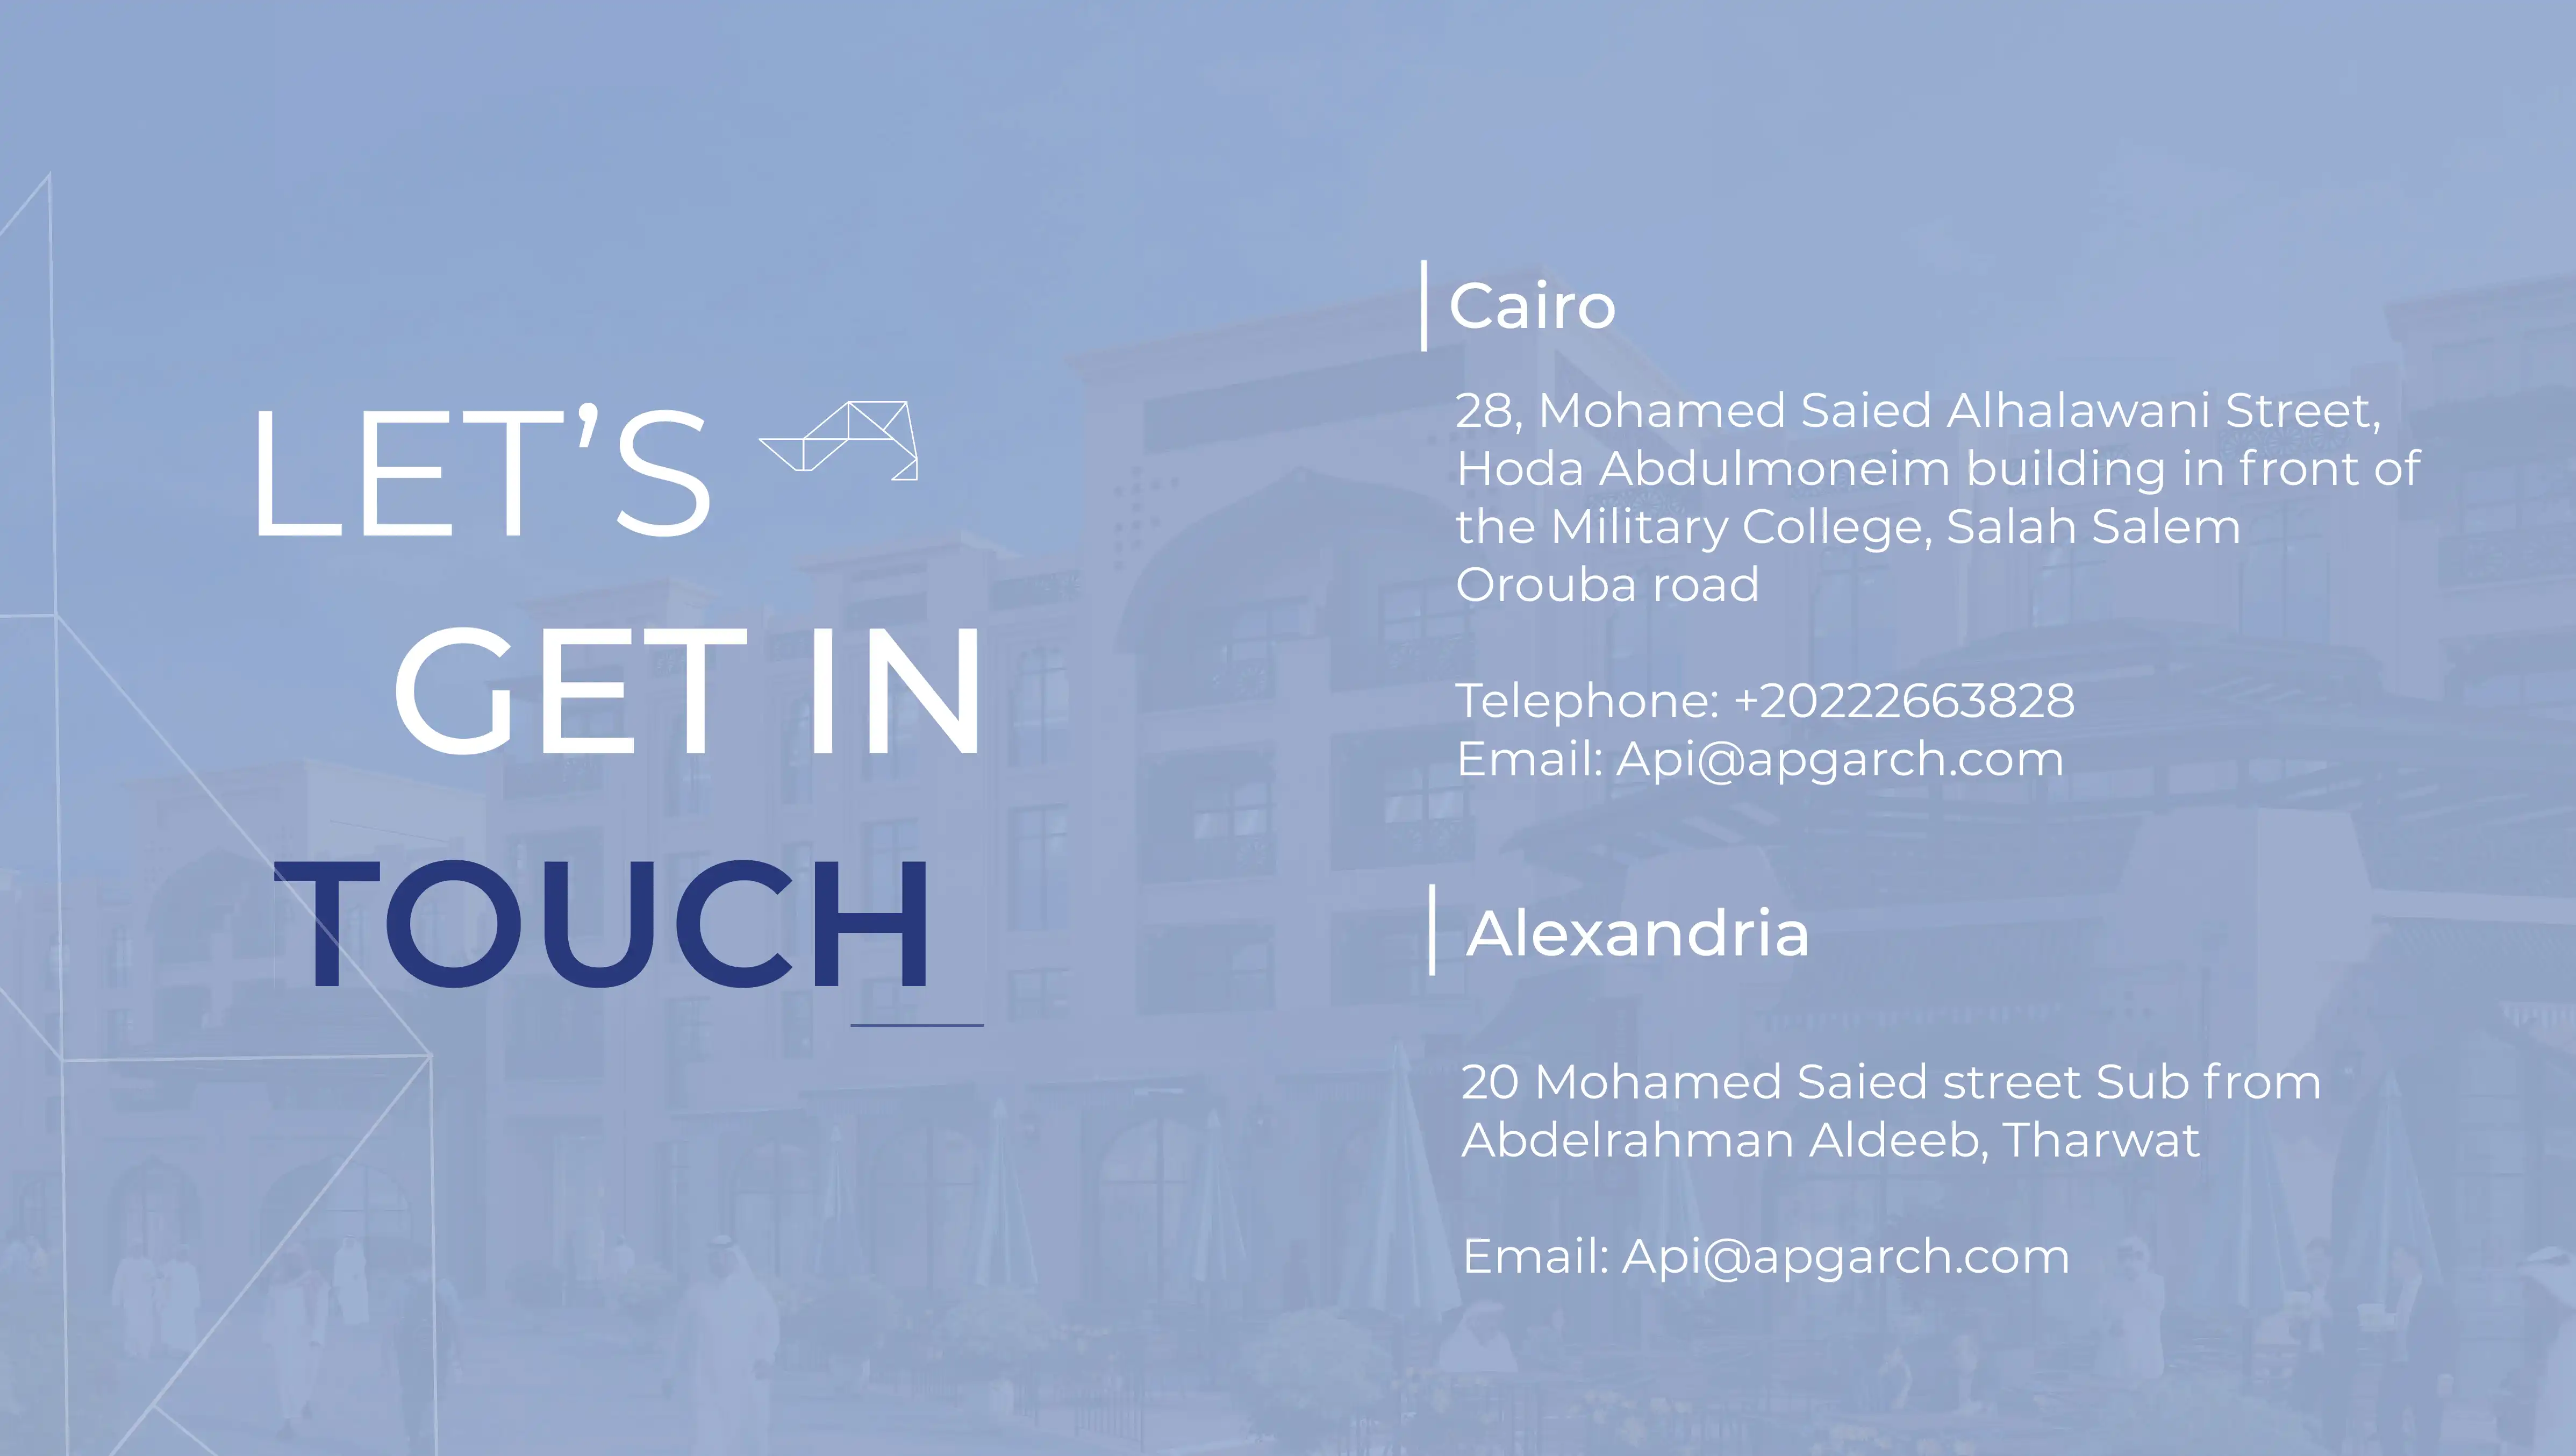 LET’S
GET IN
TOUCH
Cairo
28, Mohamed Saied Alhalawani Street,
Hoda Abdulmoneim building in front of
the Military College, Salah Salem
Orouba road
Telephone: +20222663828
Email: Api@apgarch.com
Alexandria
20 Mohamed Saied street Sub from
Abdelrahman Aldeeb, Tharwat
Email: Api@apgarch.com